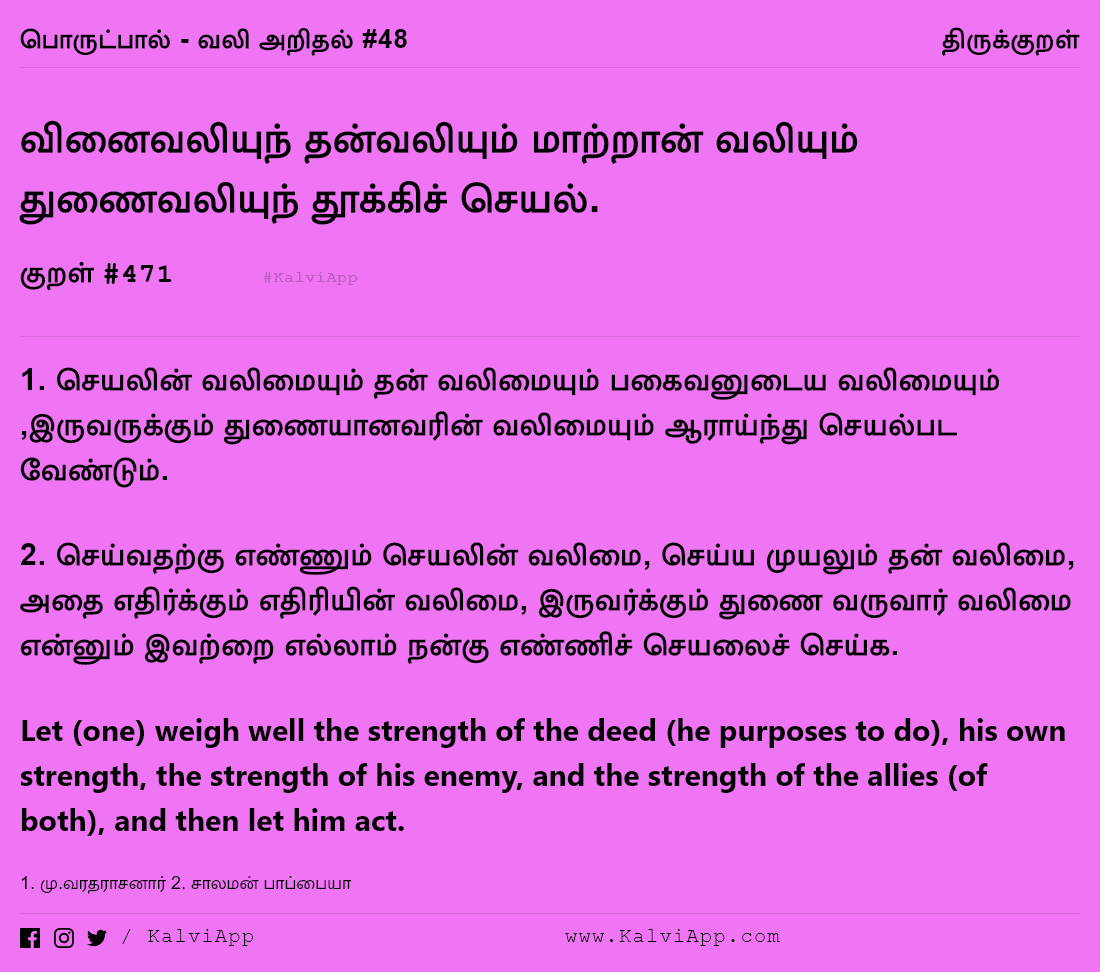 பொருட்பால் - வலி அறிதல் #48
திருக்குறள்
வினைவலியுந் தன்வலியும் மாற்றான் வலியும்
துணைவலியுந் தூக்கிச் செயல்.
குறள் #471
#KalviApp
1. செயலின் வலிமையும் தன் வலிமையும் பகைவனுடைய வலிமையும்
,இருவருக்கும் துணையானவரின் வலிமையும் ஆராய்ந்து செயல்பட
வேண்டும்.
2. செய்வதற்கு எண்ணும் செயலின் வலிமை, செய்ய முயலும் தன் வலிமை,
அதை எதிர்க்கும் எதிரியின் வலிமை, இருவர்க்கும் துணை வருவார் வலிமை
என்னும் இவற்றை எல்லாம் நன்கு எண்ணிச் செயலைச் செய்க.
Let (one) weigh well the strength of the deed (he purposes to do), his own
strength, the strength of his enemy, and the strength of the allies (of
both), and then let him act.
1. மு.வரதராசனார் 2. சாலமன் பாப்பையா
/ KalviApp
www.KalviApp.com